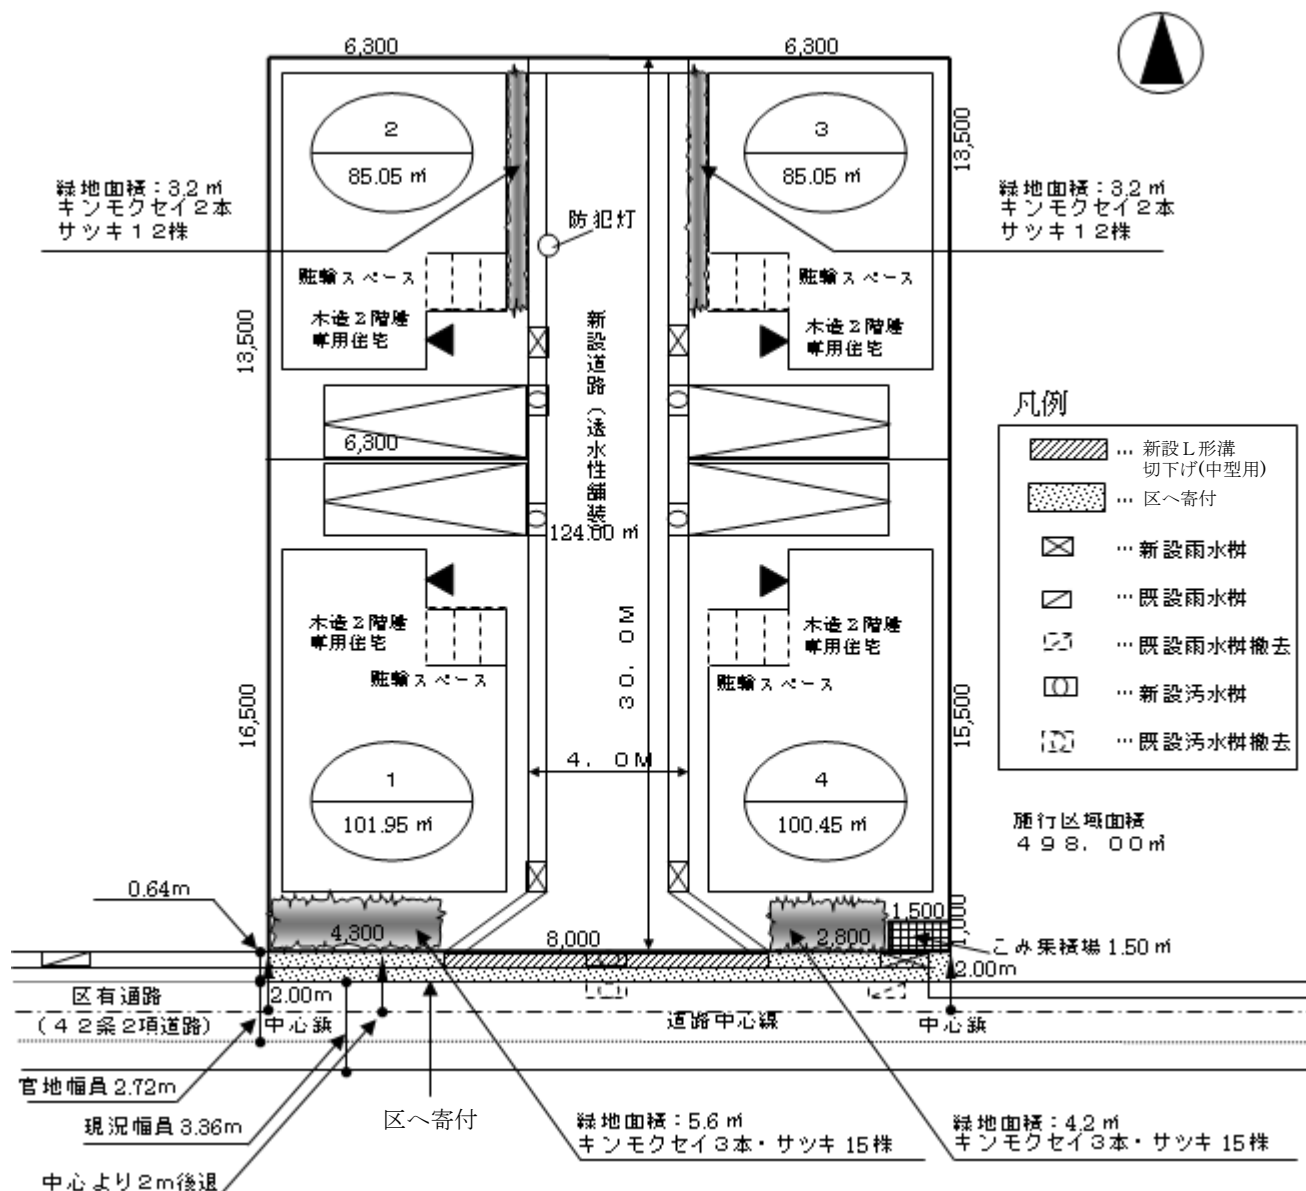 6,300
6,300
2
85.05 ㎡
3
85.05 ㎡
13,500
緑地面積：3.2 ㎡
キンモクセイ２本
サツキ１２株
緑地面積：3.2 ㎡
キンモクセイ２本
サツキ１２株
防犯灯
駐輪スペース
駐輪スペース
木造２階建
専用住宅
木造２階建
専用住宅
13,500
新設道路（透水性舗装）
6,300
124.00 ㎡
凡例
… 新設Ｌ形溝
切下げ(中型用)
… 区へ寄付
…新設雨水桝
…既設雨水桝
…既設雨水桝撤去
…新設汚水桝
…既設汚水桝撤去
木造２階建
専用住宅
駐輪スペース
木造２階建
専用住宅
駐輪スペース
３０．０Ｍ
16,500
15,500
４．０Ｍ
1
101.95 ㎡
4
100.45 ㎡
施行区域面積
４９８．００㎡
0.64m
4,300
8,000
2,800
1,500
1,000
ごみ集積場 1.50 ㎡
2.00m
2.00m
区有通路
(４２条２項道路)
中心鋲
道路中心線
中心鋲
官地幅員 2.72m
現況幅員 3.36m
中心より２ｍ後退
区へ寄付
緑地面積：5.6 ㎡
キンモクセイ３本・サツキ 15株
緑地面積：4.2 ㎡
キンモクセイ３本・サツキ 15株